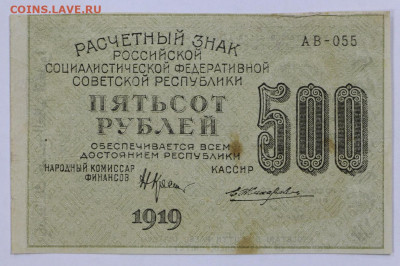 COINS.LAV.RU
РАСЧЕТНЫЙ ЗНАК
АВ-055
РОССИЙСКОЙ
СОЦИАЛИСТИЧЕСКОЙ ФЕДЕРАТИВНОЙ
СОВЕТСКОЙ РЕСПУБЛИКИ
ПЯТЬСОТ
РУБЛЕЙ
500
ОБЕСПЕЧИВАЕТСЯ ВСЕМ
ДОСТОЯНИЕМ РЕСПУБЛИКИ
НАРОДНЫЙ КОМИССАР
ФИНАНСОВ
КАССИР
1919